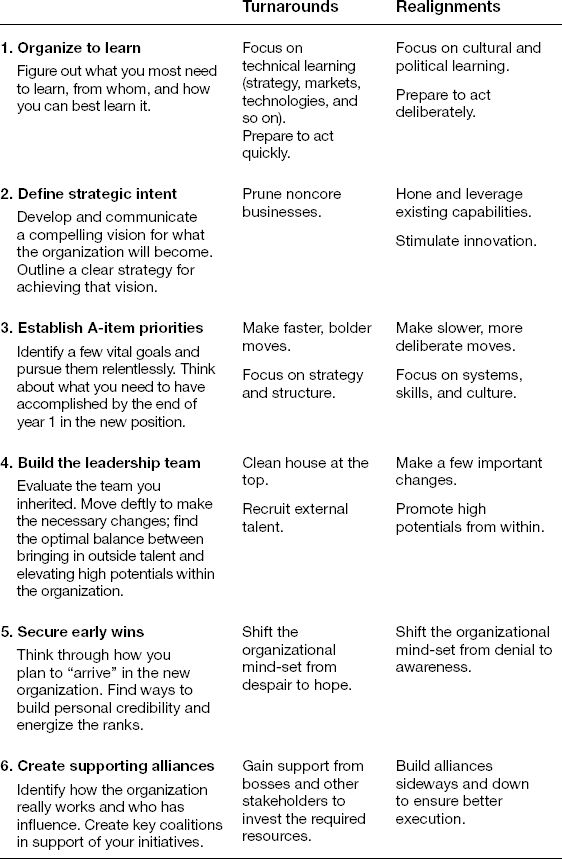 Turnarounds Realignments
1. Organize to learn
Figure out what you most need
to learn, from whom, and how
you can best learn it.
Focus on
technical learning
(strategy, markets,
technologies, and
so on).
Prepare to act
quickly.
Focus on cultural and
political learning.
Prepare to act
deliberately.
2. Define strategic intent
Develop and communicate
a compelling vision for what
the organization will become.
Outline a clear strategy for
achieving that vision.
Prune noncore
businesses.
Hone and leverage
existing capabilities.
Stimulate innovation.
3. Establish A-item priorities
Identify a few vital goals and
pursue them relentlessly. Think
about what you need to have
accomplished by the end of
year 1 in the new position.
Make faster, bolder
moves.
Focus on strategy
and structure.
Make slower, more
deliberate moves.
Focus on systems,
skills, and culture.
4. Build the leadership team
Evaluate the team you
inherited. Move deftly to make
the necessary changes; find
the optimal balance between
bringing in outside talent and
elevating high potentials within
the organization.
Clean house at the
top.
Recruit external
talent.
Make a few important
changes.
Promote high
potentials from within.
5. Secure early wins
Think through how you
plan to “arrive” in the new
organization. Find ways to
build personal credibility and
energize the ranks.
Shift the
organizational
mind-set from
despair to hope.
Shift the organizational
mind-set from denial to
awareness.
6. Create supporting alliances
Identify how the organization
really works and who has
influence. Create key coalitions
in support of your initiatives.
Gain support from
bosses and other
stakeholders to
invest the required
resources.
Build alliances
sideways and down
to ensure better
execution.